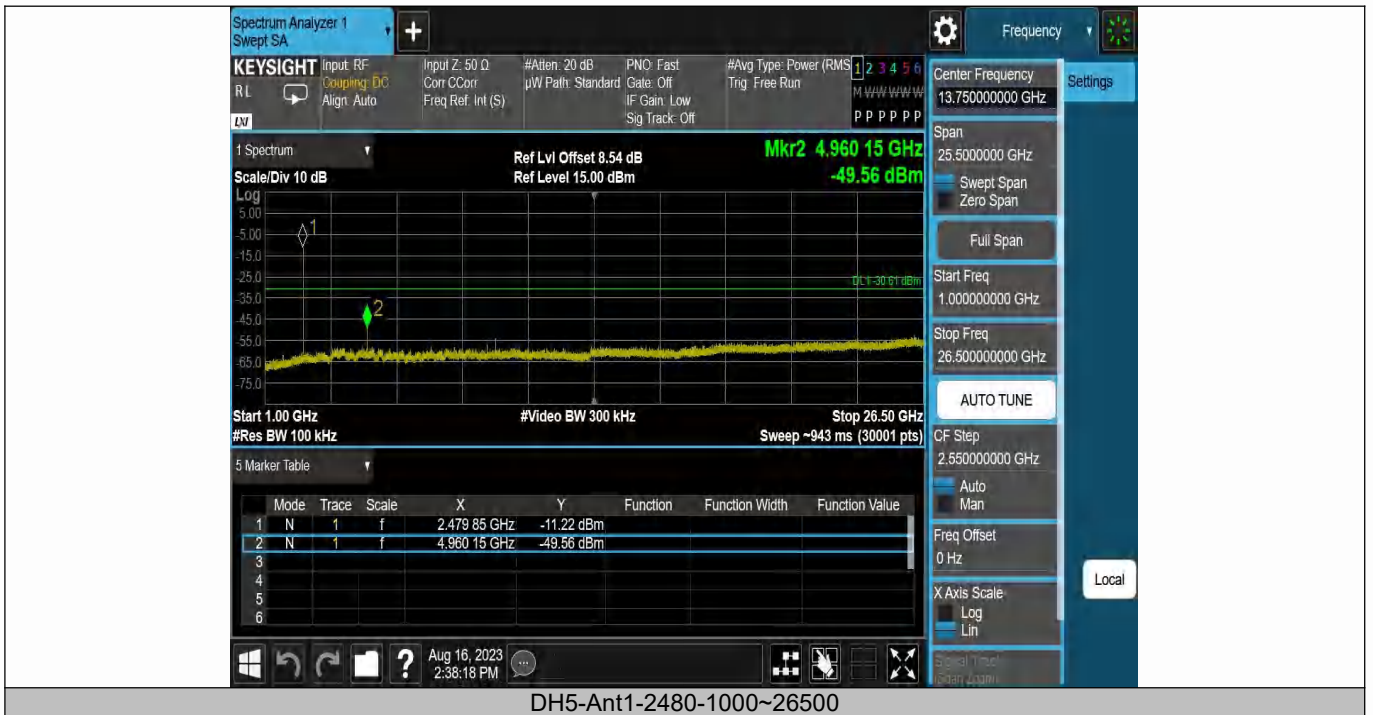 Spectrum Analyzer 1
Swept SA
+
Frequency
KEYSIGHT
RL
LXI
Input: RF
Coupling: DC
Align: Auto
Input Z: 50 Ω
Corr CCorr
Freq Ref: Int (S)
#Atten: 20 dB
µW Path: Standard
PNO: Fast
Gate: Off
IF Gain: Low
Sig Track: Off
#Avg Type: Power (RMS
Trig: Free Run
1 2 3 4 5 6
M W W W W W
P P P P P P
1 Spectrum
Scale/Div 10 dB
Ref Lvl Offset 8.54 dB
Ref Level 15.00 dBm
Mkr2 4.960 15 GHz
-49.56 dBm
Log
5.00
-5.00
-15.0
-25.0
-35.0
-45.0
-55.0
-65.0
-75.0
1
2
DL1 -30.61 dBm
Start 1.00 GHz
#Video BW 300 kHz
Stop 26.50 GHz
#Res BW 100 kHz
Sweep ~943 ms (30001 pts)
5 Marker Table
Mode Trace Scale X Y Function Function Width Function Value
1 N 1 f 2.479 85 GHz -11.22 dBm
2 N 1 f 4.960 15 GHz -49.56 dBm
3
4
5
6
?
Aug 16, 2023
2:38:18 PM
Center Frequency
13.750000000 GHz
Settings
Span
25.5000000 GHz
Swept Span
Zero Span
Full Span
Start Freq
1.000000000 GHz
Stop Freq
26.500000000 GHz
AUTO TUNE
CF Step
2.550000000 GHz
Auto
Man
Freq Offset
0 Hz
X Axis Scale
Log
Lin
Signal Track
(Span Zoom)
Local
DH5-Ant1-2480-1000~26500